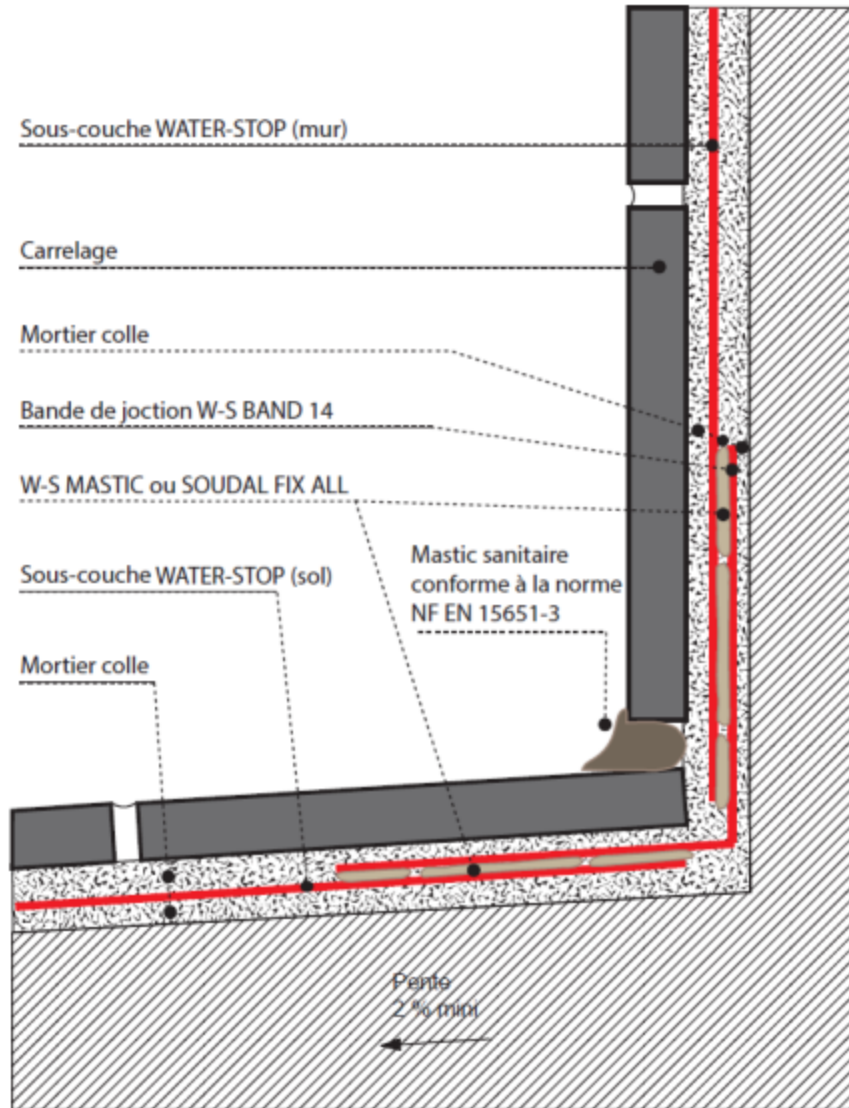 Sous-couche WATER-STOP (mur)
Carrelage
Mortier colle
Bande de joction W-S BAND 14
W-S MASTIC ou SOUDAL FIX ALL
Mastic sanitaire
conforme à la norme
NF EN 15651-3
Sous-couche WATER-STOP (sol)
Mortier colle
Pente
2 % mini